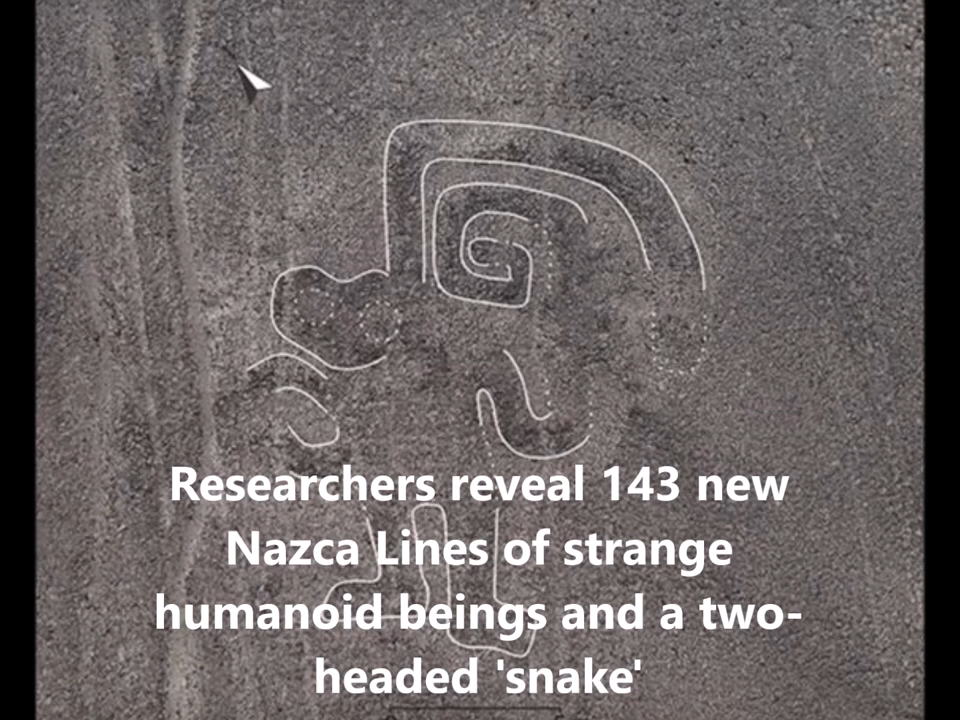 Researchers reveal 143 new
Nazca Lines of strange
humanoid beings and a two-
headed 'snake'